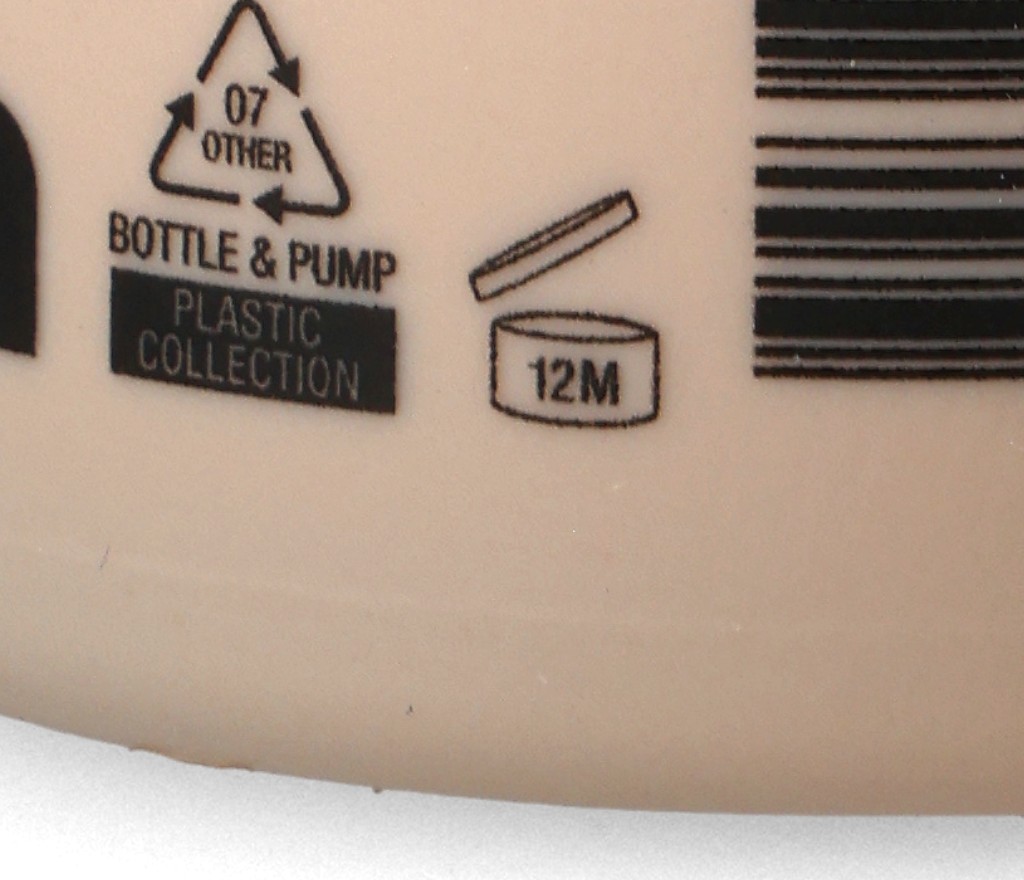 07
OTHER
BOTTLE & PUMP
PLASTIC
COLLECTION
12M